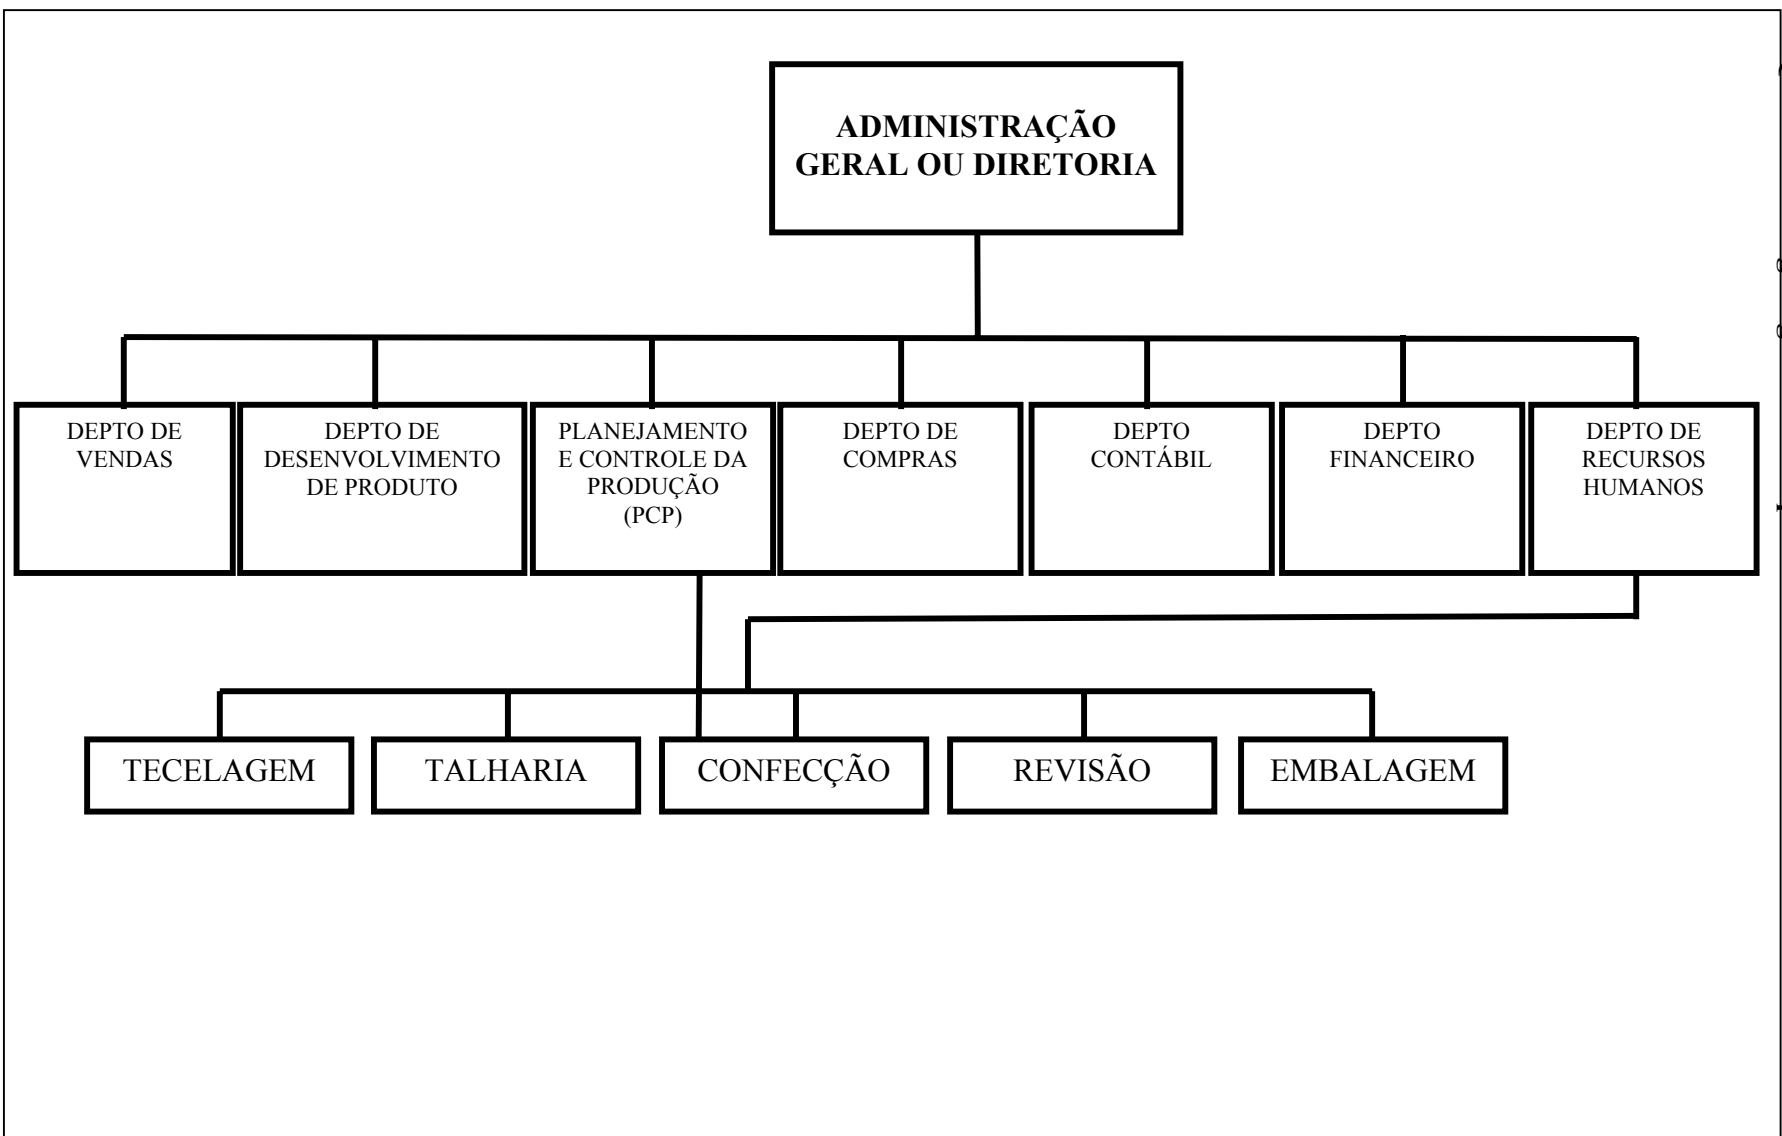 ADMINISTRAÇÃO
GERAL OU DIRETORIA
DEPTO DE
VENDAS
DEPTO DE
DESENVOLVIMENTO
DE PRODUTO
PLANEJAMENTO
E CONTROLE DA
PRODUÇÃO
(PCP)
DEPTO DE
COMPRAS
DEPTO
CONTÁBIL
DEPTO
FINANCEIRO
DEPTO DE
RECURSOS
HUMANOS
TECELAGEM
TALHARIA
CONFECÇÃO
REVISÃO
EMBALAGEM